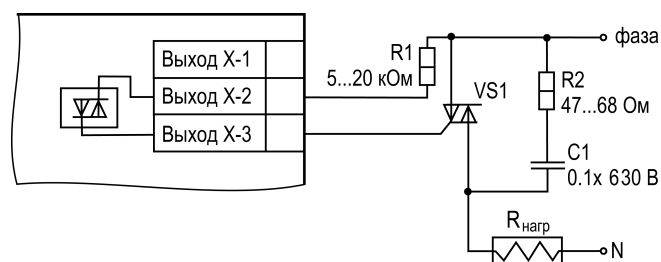 Выход X-1
Выход X-2
Выход X-3
R1
5...20 кОм
VS1
фаза
R2
47...68 Ом
C1
0.1x 630 В
Rнагр
N